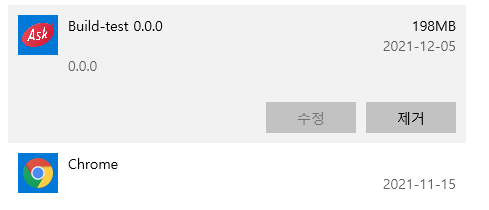 Ask
Build-test 0.0.0
198MB
2021-12-05
0.0.0
수정
제거
Chrome
2021-11-15